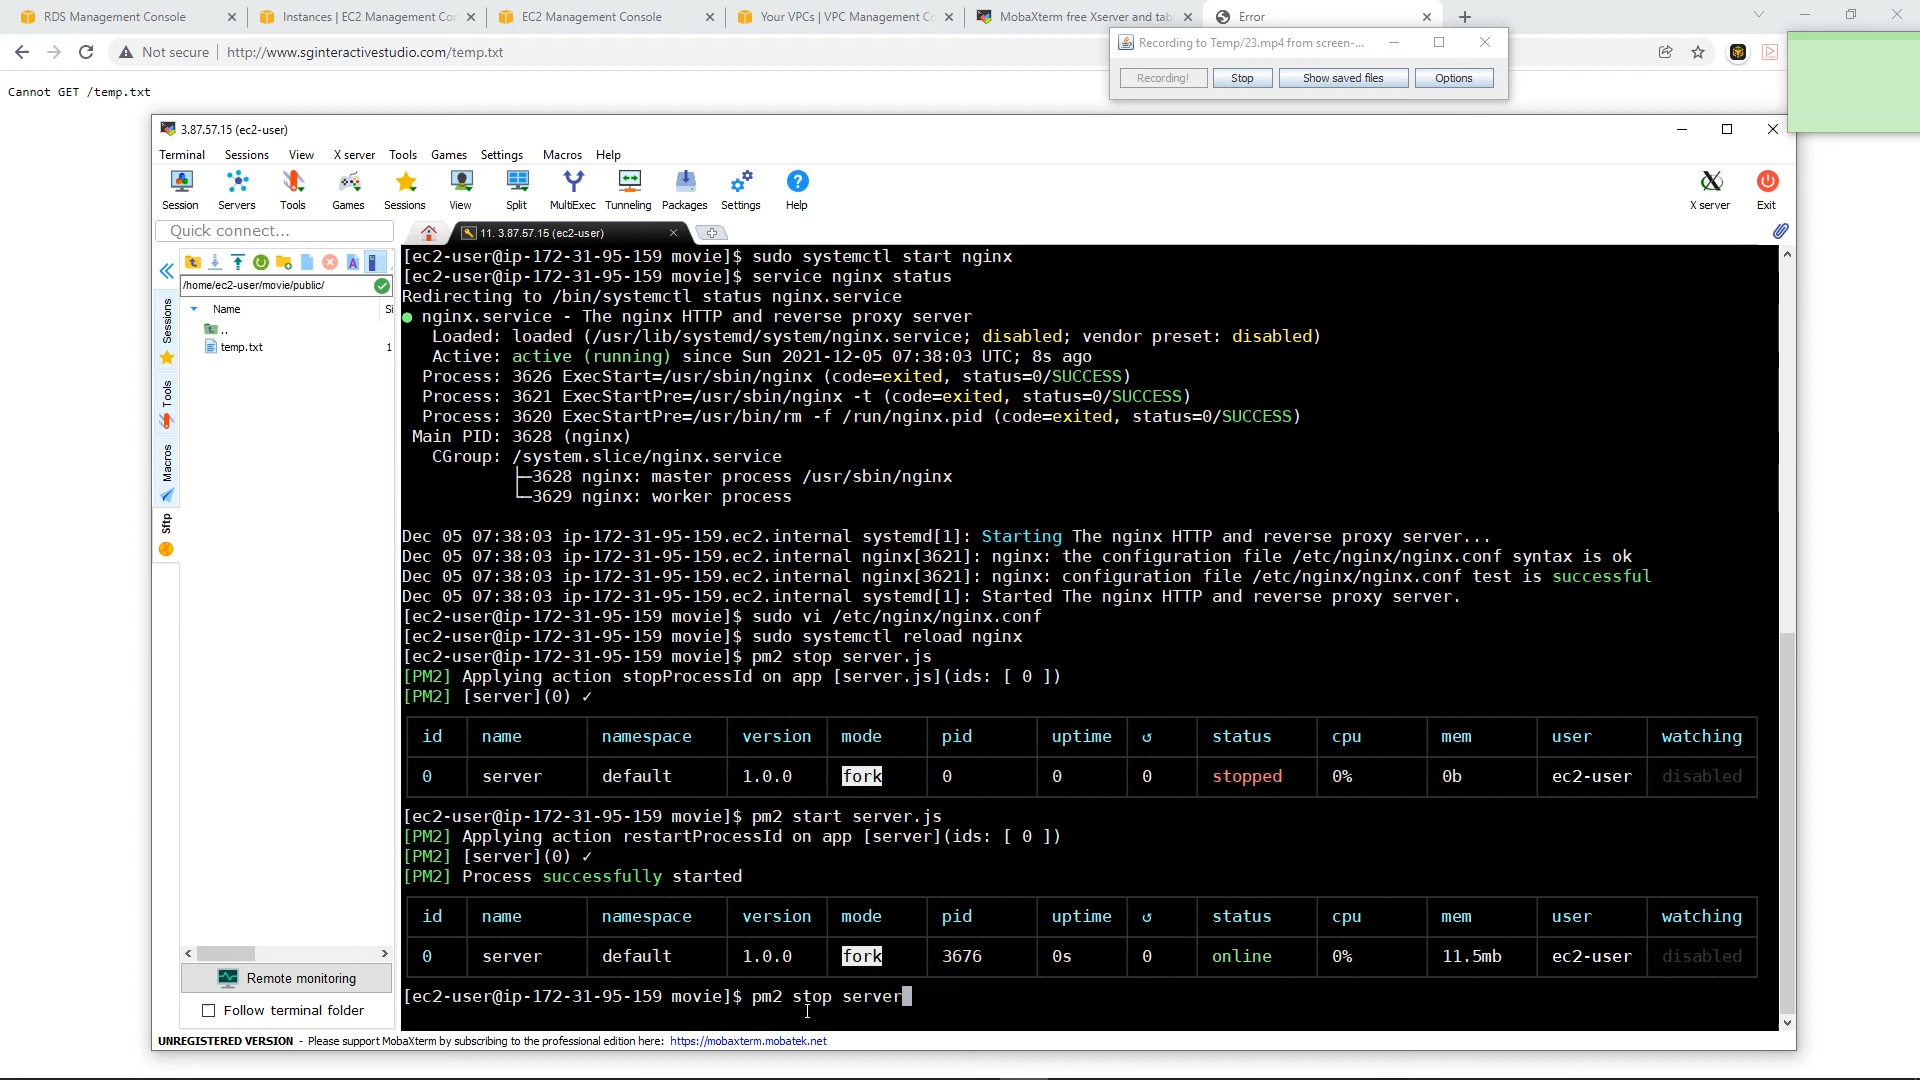 RDS Management Console
Instances | EC2 Management Co
EC2 Management Console
Your VPCs | VPC Management C
MobaXterm free Xserver and tab
Error
Not secure
http://www.sginteractivestudio.com/temp.txt
Recording to Temp/23.mp4 from screen-...
Recording!
Stop
Show saved files
Options
Cannot GET /temp.txt
3.87.57.15 (ec2-user)
Terminal Sessions View X server Tools Games Settings Macros Help
Session Servers Tools Games Sessions View Split MultiExec Tunneling Packages Settings Help
X server Exit
Quick connect...
11. 3.87.57.15 (ec2-user)
/home/ec2-user/movie/public/
Name
Si
..
temp.txt
1
Sessions
Tools
Macros
Sftp
Remote monitoring
Follow terminal folder
[ec2-user@ip-172-31-95-159 movie]$ sudo systemctl start nginx
[ec2-user@ip-172-31-95-159 movie]$ service nginx status
Redirecting to /bin/systemctl status nginx.service
● nginx.service - The nginx HTTP and reverse proxy server
Loaded: loaded (/usr/lib/systemd/system/nginx.service; disabled; vendor preset: disabled)
Active: active (running) since Sun 2021-12-05 07:38:03 UTC; 8s ago
Process: 3626 ExecStart=/usr/sbin/nginx (code=exited, status=0/SUCCESS)
Process: 3621 ExecStartPre=/usr/sbin/nginx -t (code=exited, status=0/SUCCESS)
Process: 3620 ExecStartPre=/usr/bin/rm -f /run/nginx.pid (code=exited, status=0/SUCCESS)
Main PID: 3628 (nginx)
CGroup: /system.slice/nginx.service
├─3628 nginx: master process /usr/sbin/nginx
└─3629 nginx: worker process
Dec 05 07:38:03 ip-172-31-95-159.ec2.internal systemd[1]: Starting The nginx HTTP and reverse proxy server...
Dec 05 07:38:03 ip-172-31-95-159.ec2.internal nginx[3621]: nginx: the configuration file /etc/nginx/nginx.conf syntax is ok
Dec 05 07:38:03 ip-172-31-95-159.ec2.internal nginx[3621]: nginx: configuration file /etc/nginx/nginx.conf test is successful
Dec 05 07:38:03 ip-172-31-95-159.ec2.internal systemd[1]: Started The nginx HTTP and reverse proxy server.
[ec2-user@ip-172-31-95-159 movie]$ sudo vi /etc/nginx/nginx.conf
[ec2-user@ip-172-31-95-159 movie]$ sudo systemctl reload nginx
[ec2-user@ip-172-31-95-159 movie]$ pm2 stop server.js
[PM2] Applying action stopProcessId on app [server.js](ids: [ 0 ])
[PM2] [server](0) ✓
id name namespace version mode pid uptime ↺ status cpu mem user watching
0 server default 1.0.0 fork 0 0 0 stopped 0% 0b ec2-user disabled
[ec2-user@ip-172-31-95-159 movie]$ pm2 start server.js
[PM2] Applying action restartProcessId on app [server](ids: [ 0 ])
[PM2] [server](0) ✓
[PM2] Process successfully started
id name namespace version mode pid uptime ↺ status cpu mem user watching
0 server default 1.0.0 fork 3676 0s 0 online 0% 11.5mb ec2-user disabled
[ec2-user@ip-172-31-95-159 movie]$ pm2 stop server
UNREGISTERED VERSION - Please support MobaXterm by subscribing to the professional edition here: https://mobaxterm.mobatek.net